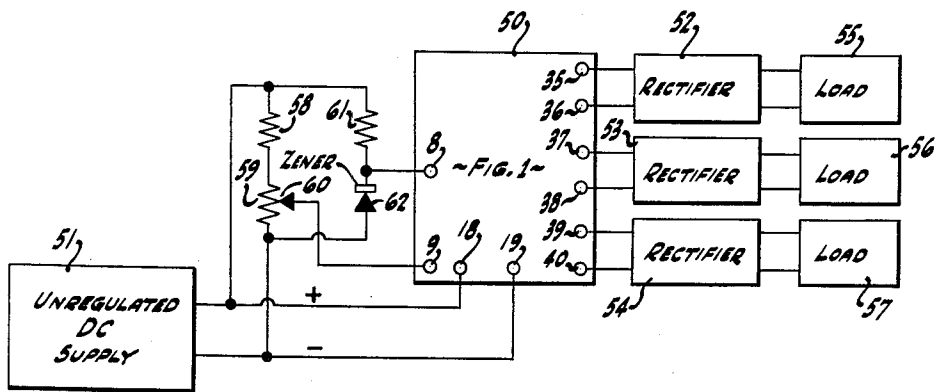 50
52
55
35
RECTIFIER
LOAD
58
61
36
59
ZENER
60
62
8
~FIG. 1~
37
53
RECTIFIER
LOAD
56
38
51
9
18
19
39
40
RECTIFIER
LOAD
54
57
UNREGULATED
DC
SUPPLY
+
−